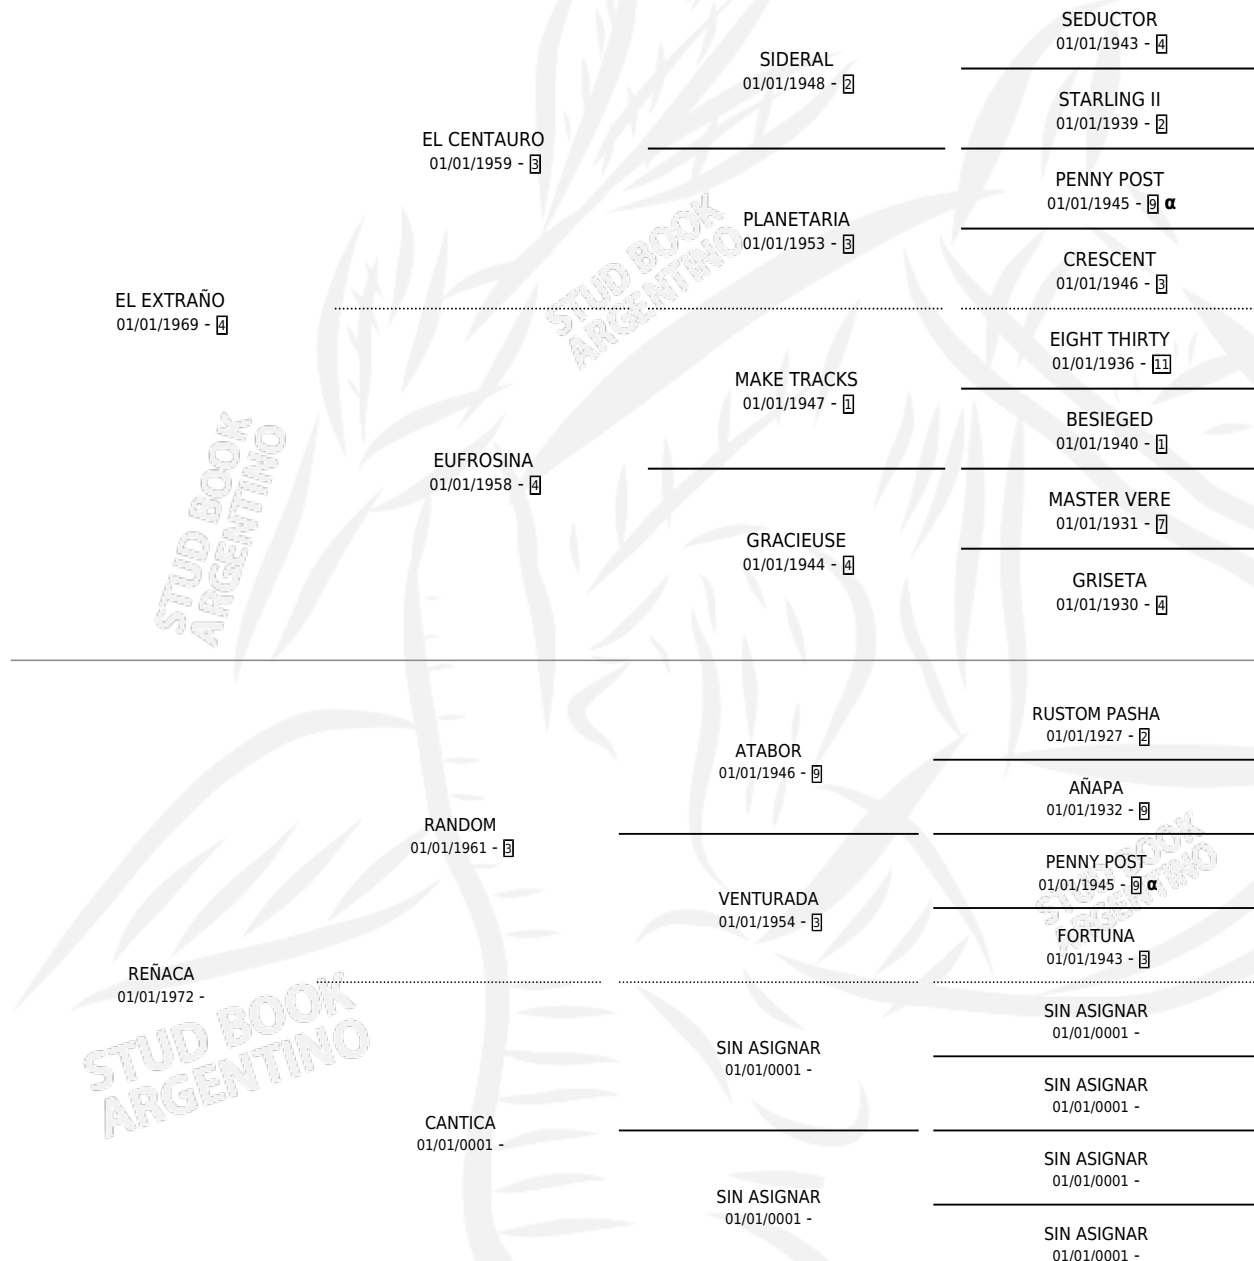 SEDUCTOR
01/01/1943 - 4
SIDERAL
01/01/1948 - 2
STARLING II
01/01/1939 - 2
EL CENTAURO
01/01/1959 - 3
PENNY POST
01/01/1945 - 9 α
PLANETARIA
01/01/1953 - 3
CRESCENT
01/01/1946 - 3
EL EXTRAÑO
01/01/1969 - 4
EIGHT THIRTY
01/01/1936 - 11
MAKE TRACKS
01/01/1947 - 1
BESIEGED
01/01/1940 - 1
EUFROSINA
01/01/1958 - 4
MASTER VERE
01/01/1931 - 7
GRACIEUSE
01/01/1944 - 4
GRISETA
01/01/1930 - 4
RUSTOM PASHA
01/01/1927 - 2
ATABOR
01/01/1946 - 9
AÑAPA
01/01/1932 - 9
RANDOM
01/01/1961 - 3
PENNY POST
01/01/1945 - 9 α
VENTURADA
01/01/1954 - 3
FORTUNA
01/01/1943 - 3
REÑACA
01/01/1972 -
SIN ASIGNAR
01/01/0001 -
SIN ASIGNAR
01/01/0001 -
SIN ASIGNAR
01/01/0001 -
CANTICA
01/01/0001 -
SIN ASIGNAR
01/01/0001 -
SIN ASIGNAR
01/01/0001 -
SIN ASIGNAR
01/01/0001 -
STUD BOOK
ARGENTINO
STUD BOOK
ARGENTINO
STUD BOOK
ARGENTINO
STUD BOOK
ARGENTINO